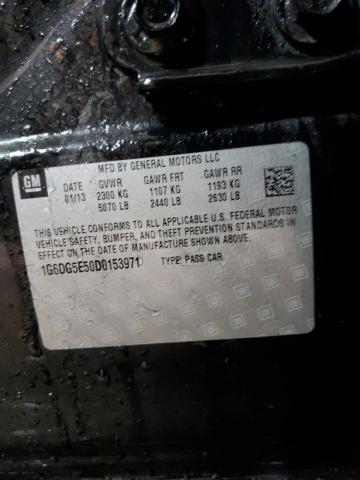 GM
MFD BY GENERAL MOTORS LLC
DATE GVWR GAWR FRT GAWR RR
01/13 2300 KG 1107 KG 1193 KG
5070 LB 2440 LB 2630 LB
THIS VEHICLE CONFORMS TO ALL APPLICABLE U.S. FEDERAL MOTOR
VEHICLE SAFETY, BUMPER, AND THEFT PREVENTION STANDARDS IN
EFFECT ON THE DATE OF MANUFACTURE SHOWN ABOVE.
1G6DG5E50D0153971 TYPE: PASS CAR